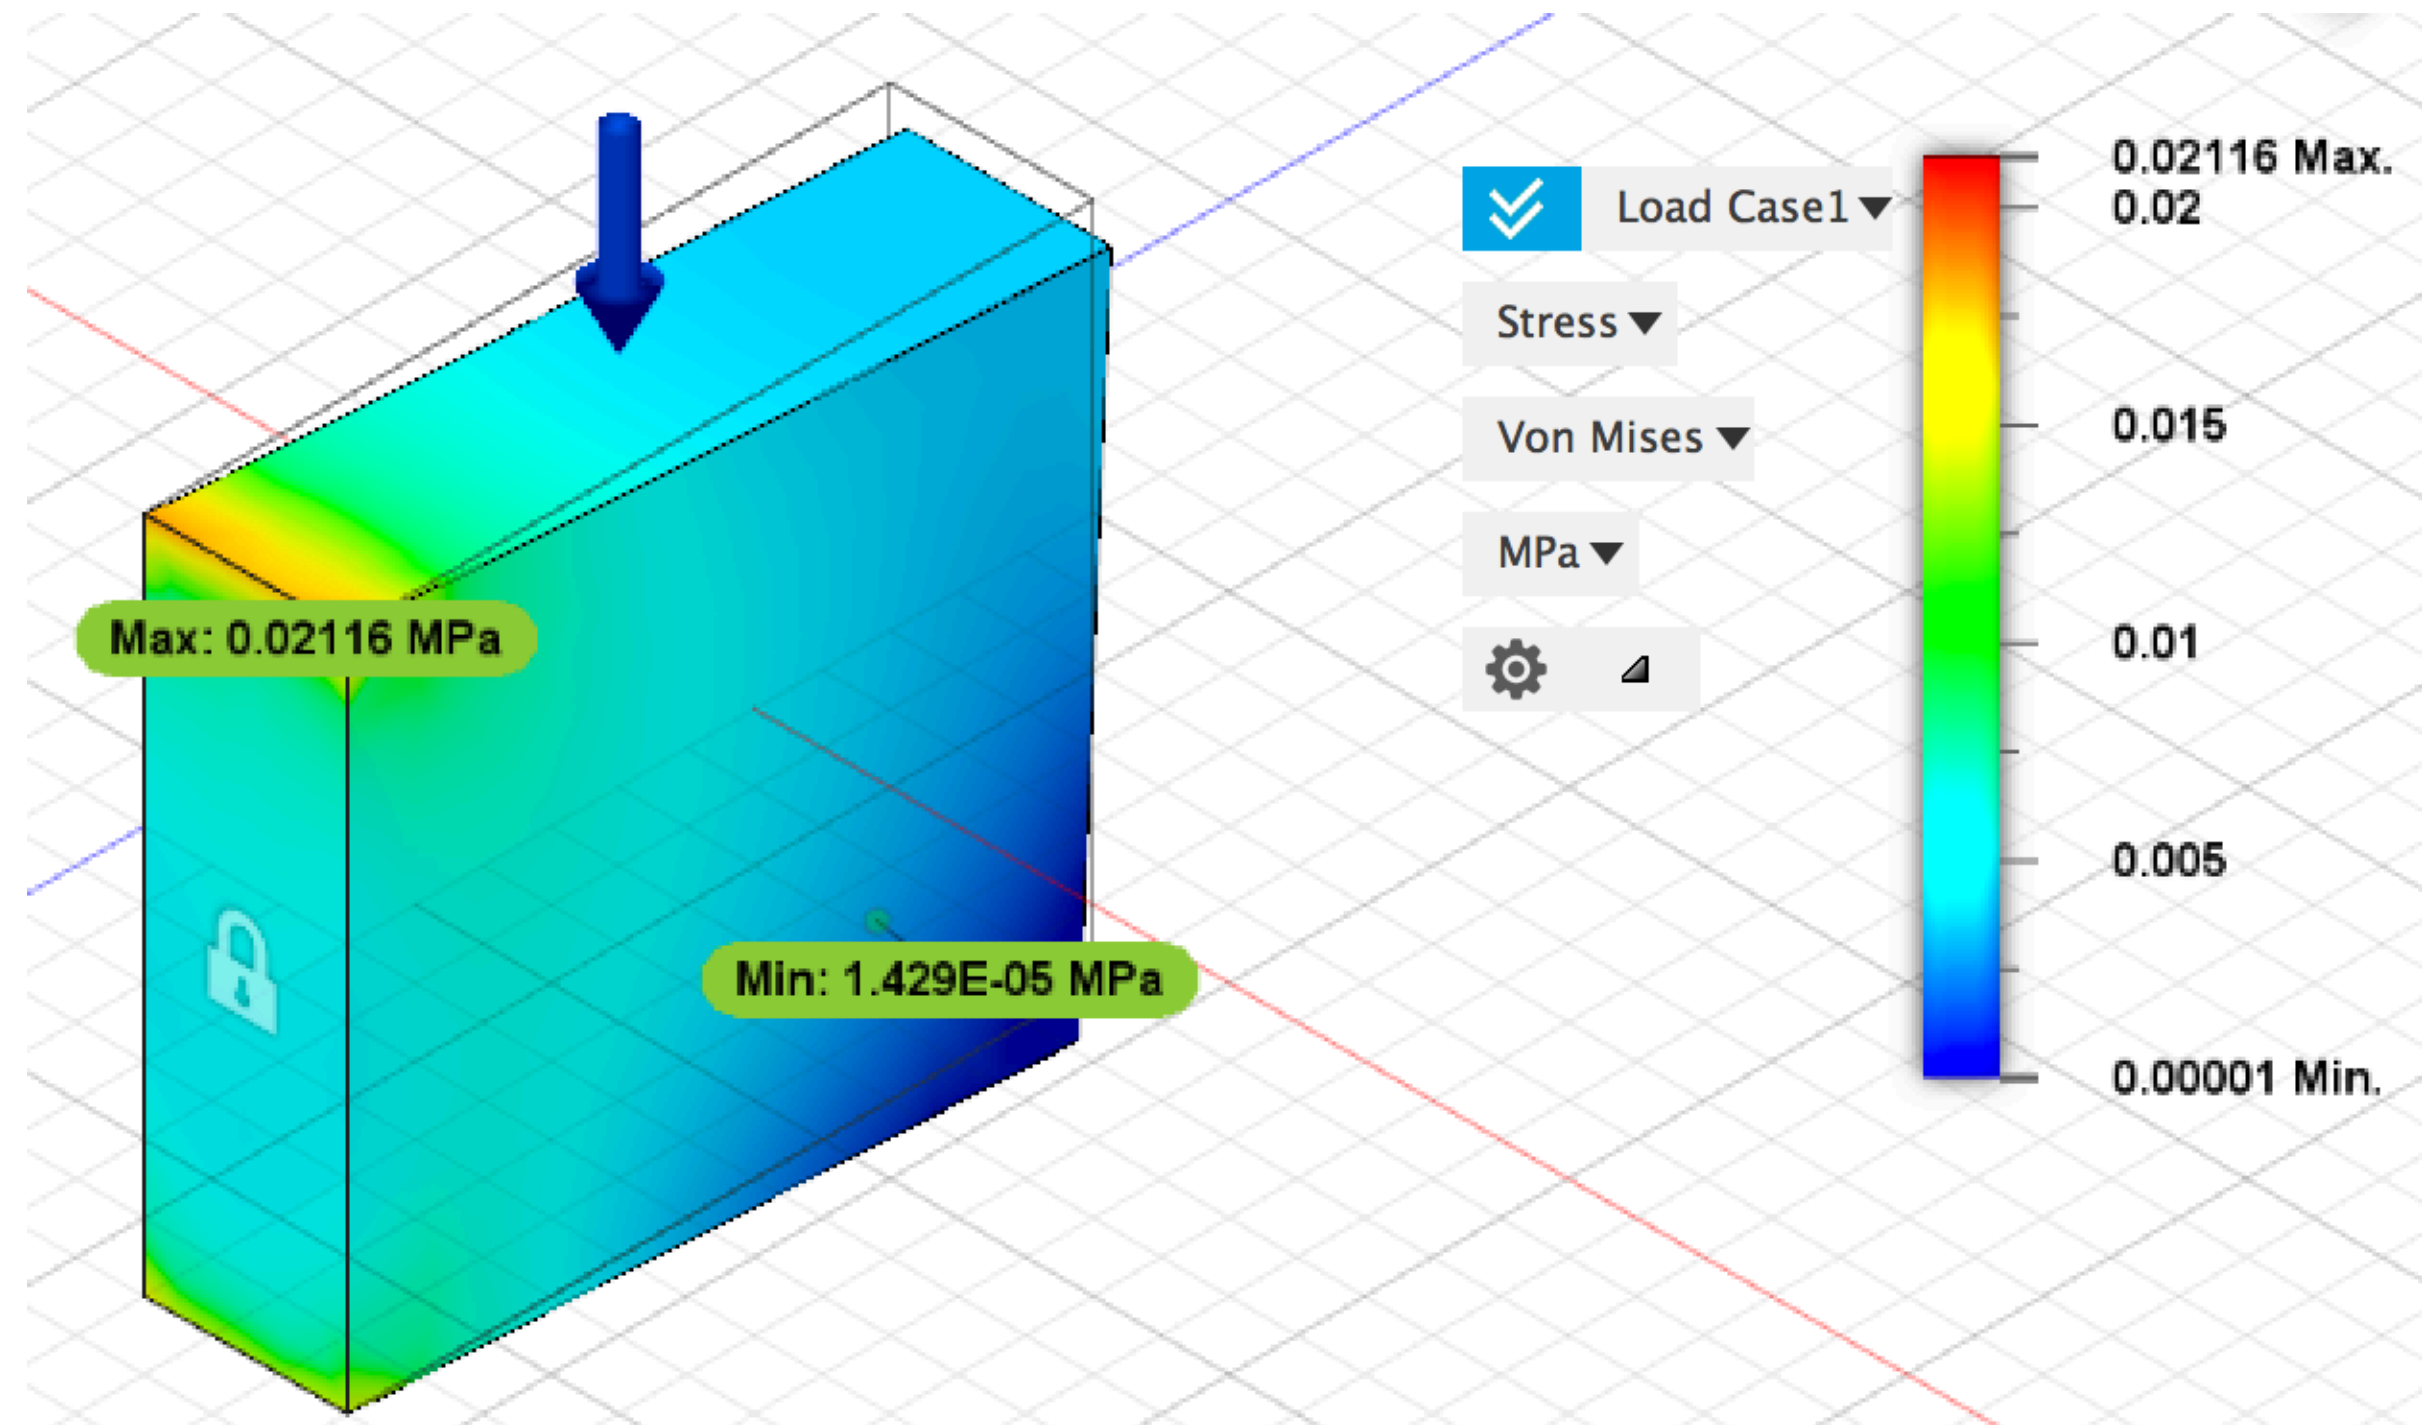 Load Case1
Stress
Von Mises
MPa
0.02116 Max.
0.02
0.015
0.01
0.005
0.00001 Min.
Max: 0.02116 MPa
Min: 1.429E-05 MPa